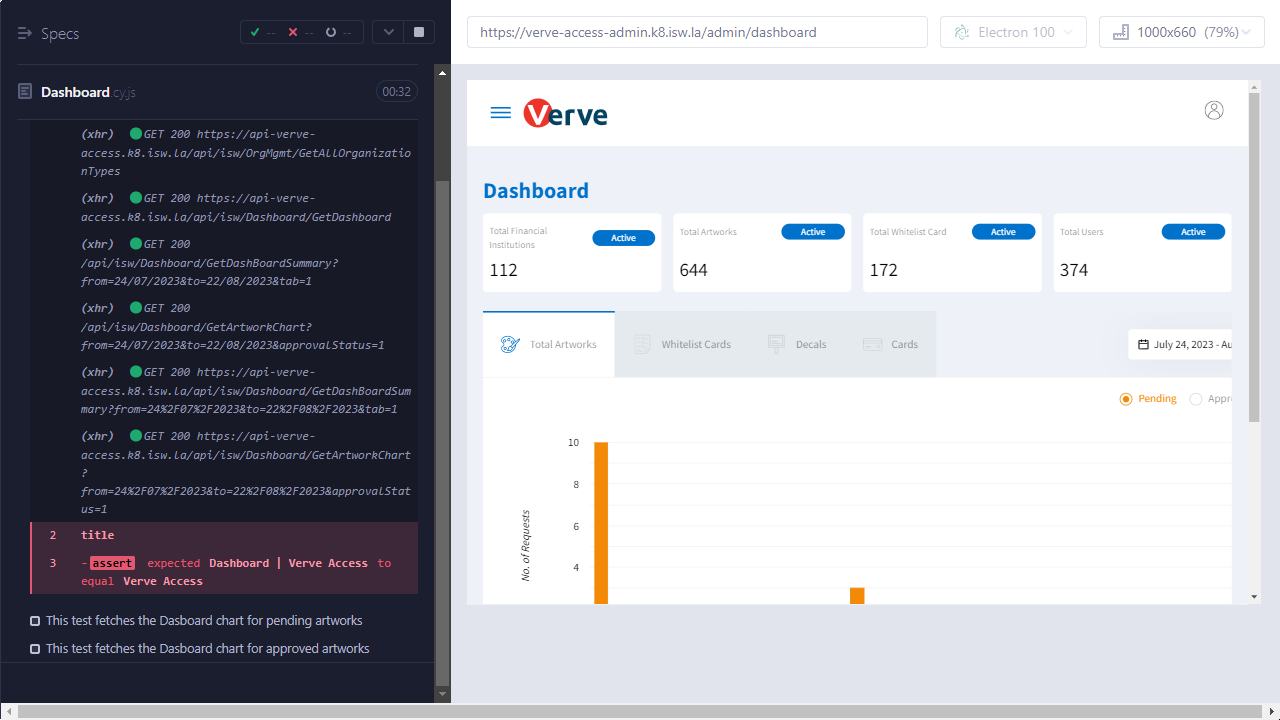 Specs
--
--
--
https://verve-access-admin.k8.isw.la/admin/dashboard
Electron 100
1000x660 (79%)
Dashboard.cy.js
00:32
(xhr) GET 200 https://api-verve-
access.k8.isw.la/api/isw/OrgMgmt/GetAllOrganizatio
nTypes
(xhr) GET 200 https://api-verve-
access.k8.isw.la/api/isw/Dashboard/GetDashboard
(xhr) GET 200
/api/isw/Dashboard/GetDashBoardSummary?
from=24/07/2023&to=22/08/2023&tab=1
(xhr) GET 200
/api/isw/Dashboard/GetArtworkChart?
from=24/07/2023&to=22/08/2023&approvalStatus=1
(xhr) GET 200 https://api-verve-
access.k8.isw.la/api/isw/Dashboard/GetDashBoardSum
mary?from=24%2F07%2F2023&to=22%2F08%2F2023&tab=1
(xhr) GET 200 https://api-verve-
access.k8.isw.la/api/isw/Dashboard/GetArtworkChart
?
from=24%2F07%2F2023&to=22%2F08%2F2023&approvalStat
us=1
2 title
3 -assert expected Dashboard | Verve Access to
equal Verve Access
This test fetches the Dasboard chart for pending artworks
This test fetches the Dasboard chart for approved artworks
Verve
Dashboard
Total Financial
Institutions
Active
112
Total Artworks
Active
644
Total Whitelist Card
Active
172
Total Users
Active
374
Total Artworks
Whitelist Cards
Decals
Cards
July 24, 2023 - Au
Pending
Appr
10
8
6
4
No. of Requests